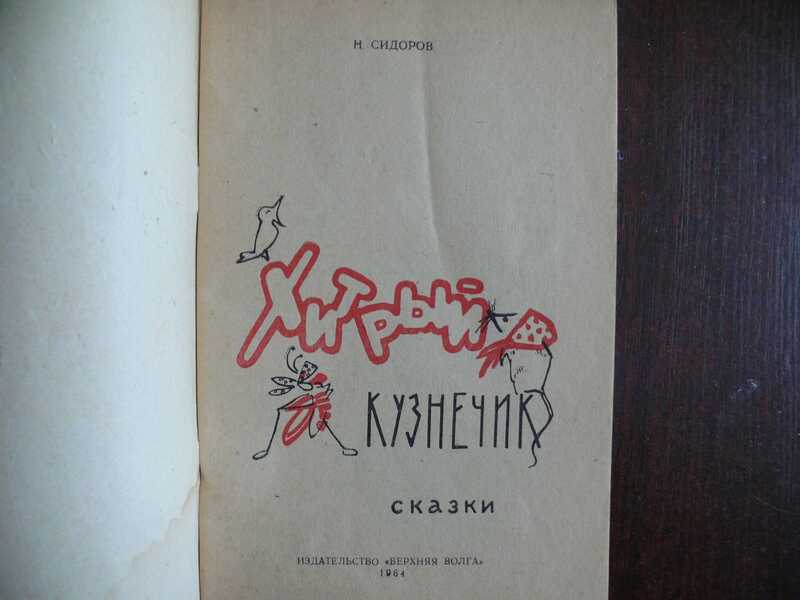 Н. СИДОРОВ
Хитрый
КУЗНЕЧИК
сказки
ИЗДАТЕЛЬСТВО «ВЕРХНЯЯ ВОЛГА»
1964